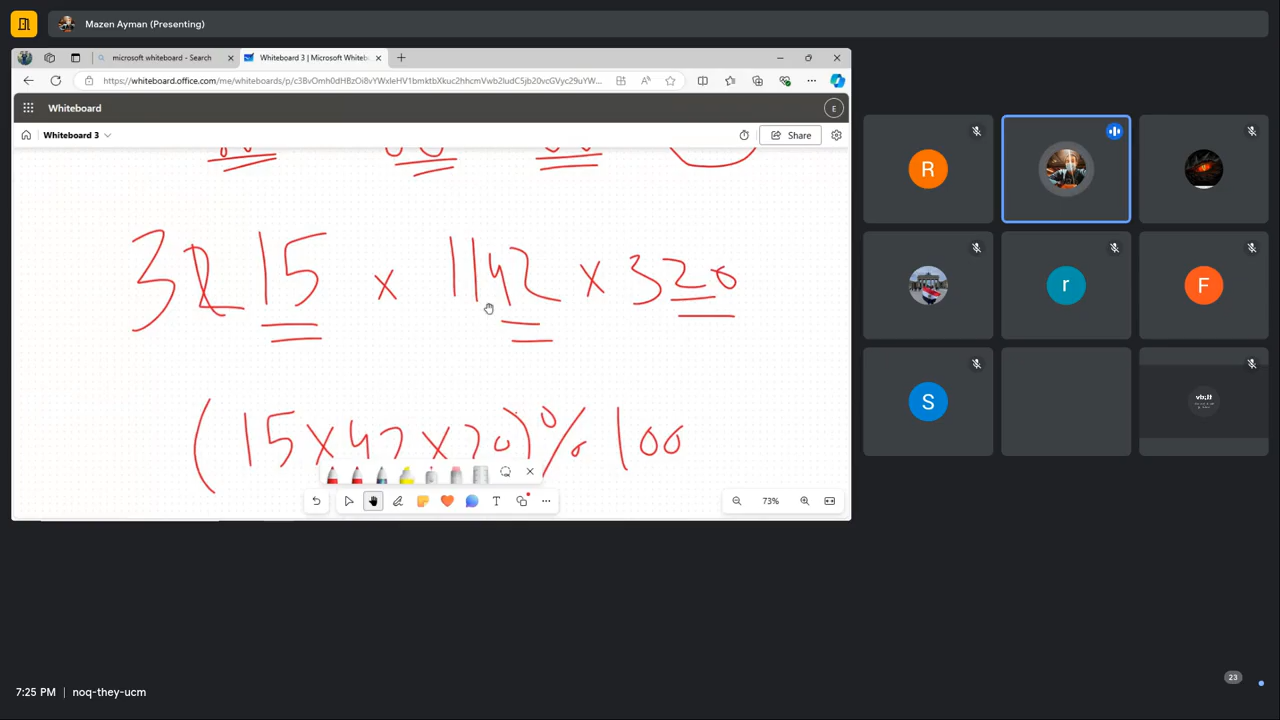 Mazen Ayman (Presenting)
microsoft whiteboard - Search
Whiteboard 3 | Microsoft Whiteb
Whiteboard
E
Whiteboard 3
Share
3215 x 1142 x 320
(15 x 42 x 20) % 100
73%
R
r
F
S
7:25 PM | noq-they-ucm
23